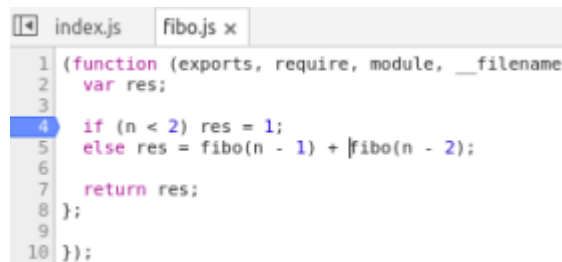 index.js fibo.js ×
1 (function (exports, require, module, __filename
2 var res;
3
4 if (n < 2) res = 1;
5 else res = fibo(n - 1) + fibo(n - 2);
6
7 return res;
8 };
9
10 });